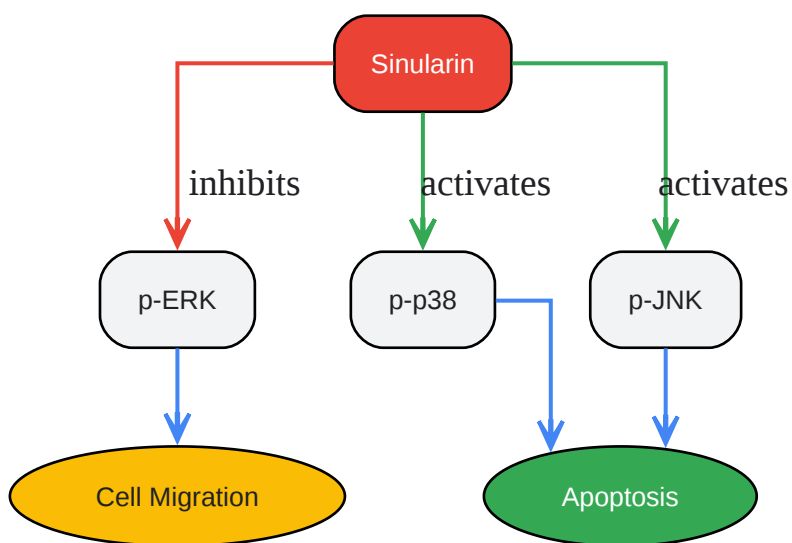 Sinularin
inhibits
activates
activates
p-ERK
p-p38
p-JNK
Cell Migration
Apoptosis